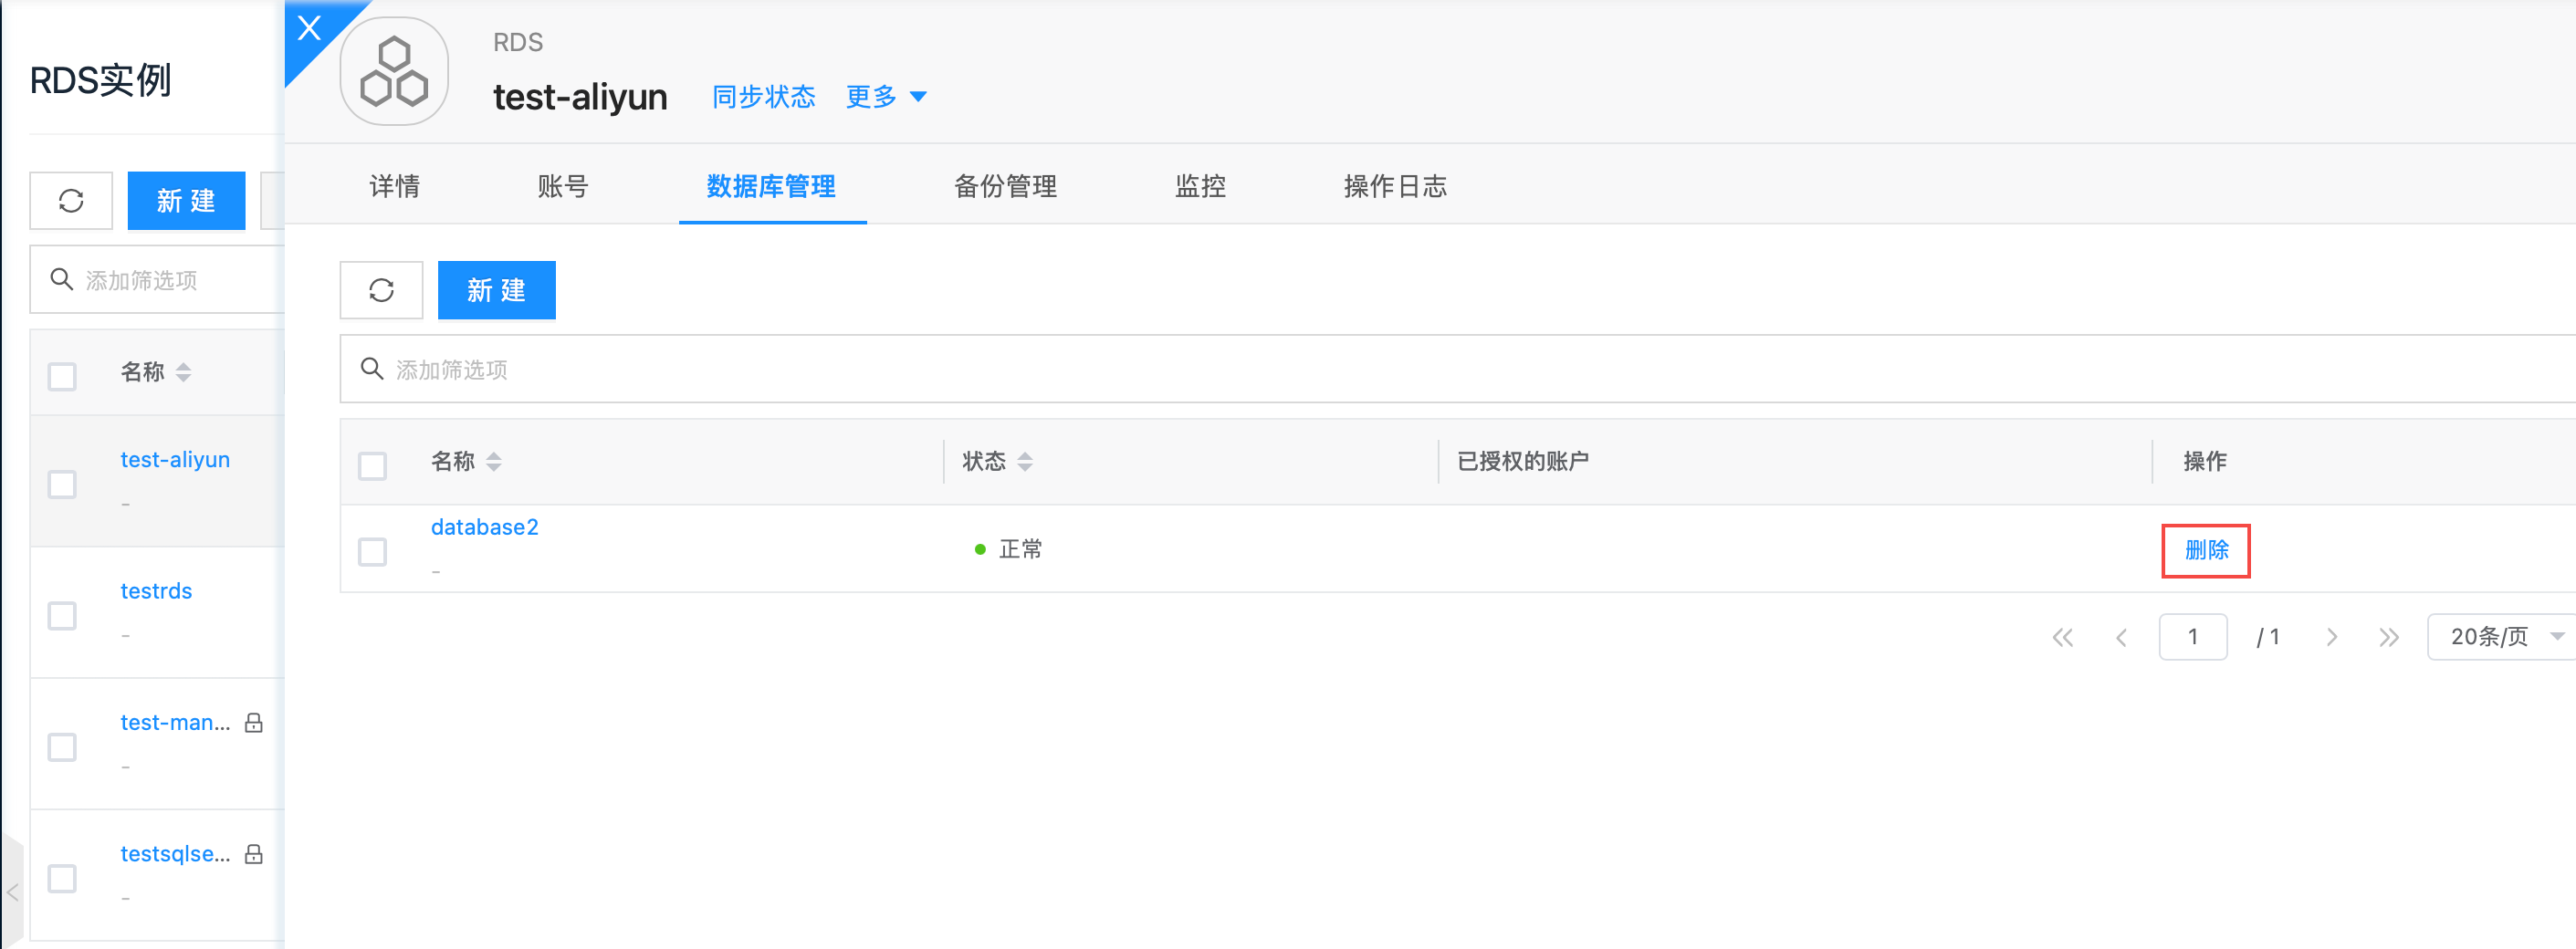 RDS实例
新 建
添加筛选项
名称
test-aliyun
-
testrds
-
test-man...
-
testsqlse...
-
RDS
test-aliyun 同步状态 更多
详情 账号 数据库管理 备份管理 监控 操作日志
新 建
添加筛选项
名称 状态 已授权的账户 操作
database2
-
正常
删除
1 / 1 20条/页